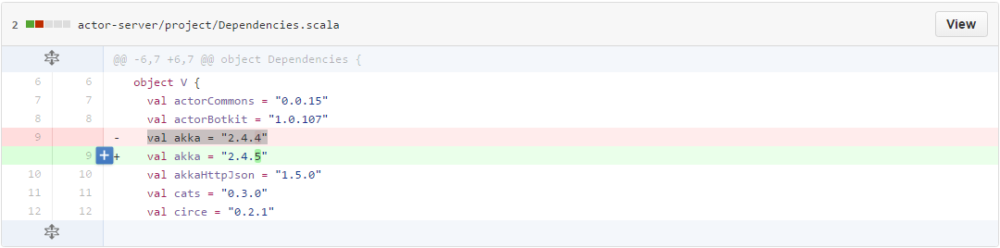 2 actor-server/project/Dependencies.scala View
@@ -6,7 +6,7 @@ object Dependencies {
6 6 object V {
7 7 val actorCommons = "0.0.15"
8 8 val actorBotkit = "1.0.107"
9 - val akka = "2.4.4"
9 + + val akka = "2.4.5"
10 10 val akkaHttpJson = "1.5.0"
11 11 val cats = "0.3.0"
12 12 val circe = "0.2.1"